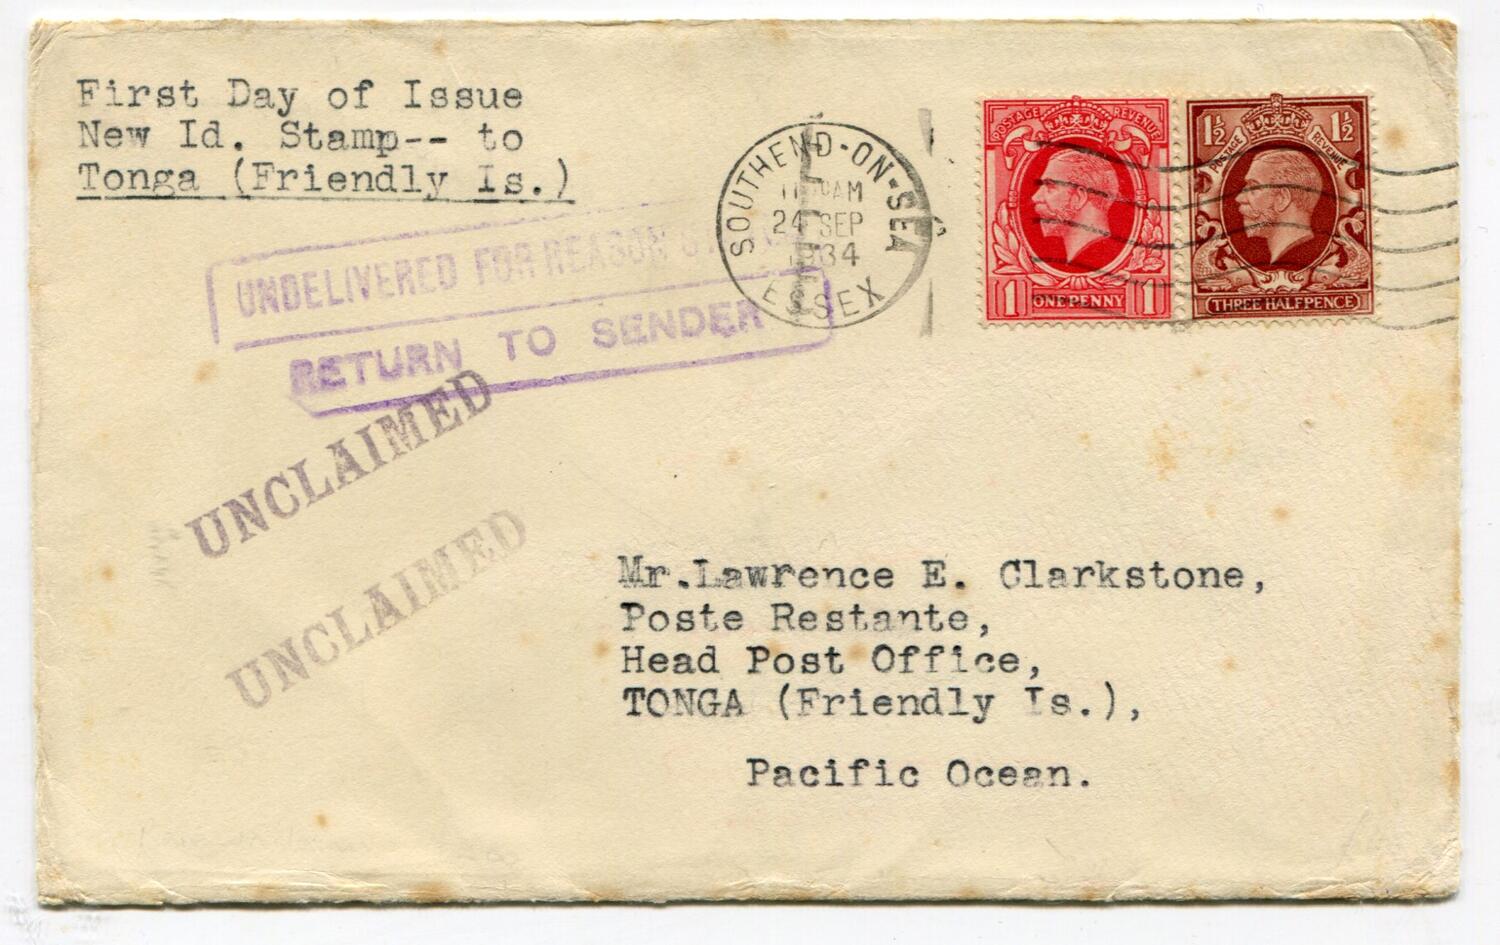 First Day of Issue
New Id. Stamp-- to
Tonga (Friendly Is.)
UNDELIVERED FOR REASON
RETURN TO SENDER
UNCLAIMED
UNCLAIMED
SOUTHEND-ON-SEA
AM
24 SEP
1934
ESSEX
POSTAGE REVENUE
1 ONE PENNY 1
1½ 1½
POSTAGE REVENUE
THREE HALFPENCE
Mr.Lawrence E. Clarkstone,
Poste Restante,
Head Post Office,
TONGA (Friendly Is.),
Pacific Ocean.